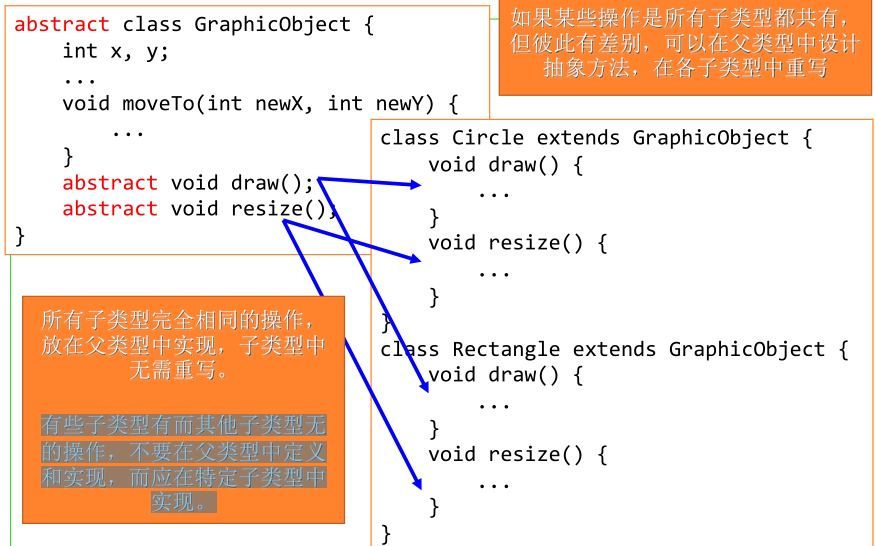 abstract class GraphicObject {
    int x, y;
    ...
    void moveTo(int newX, int newY) {
        ...
    }
    abstract void draw();
    abstract void resize();
}
如果某些操作是所有子类型都共有，
但彼此有差别，可以在父类型中设计
抽象方法，在各子类型中重写
class Circle extends GraphicObject {
    void draw() {
        ...
    }
    void resize() {
        ...
    }
}
class Rectangle extends GraphicObject {
    void draw() {
        ...
    }
    void resize() {
        ...
    }
}
所有子类型完全相同的操作，
放在父类型中实现，子类型中
无需重写。
有些子类型有而其他子类型无
的操作，不要在父类型中定义
和实现，而应在特定子类型中
实现。